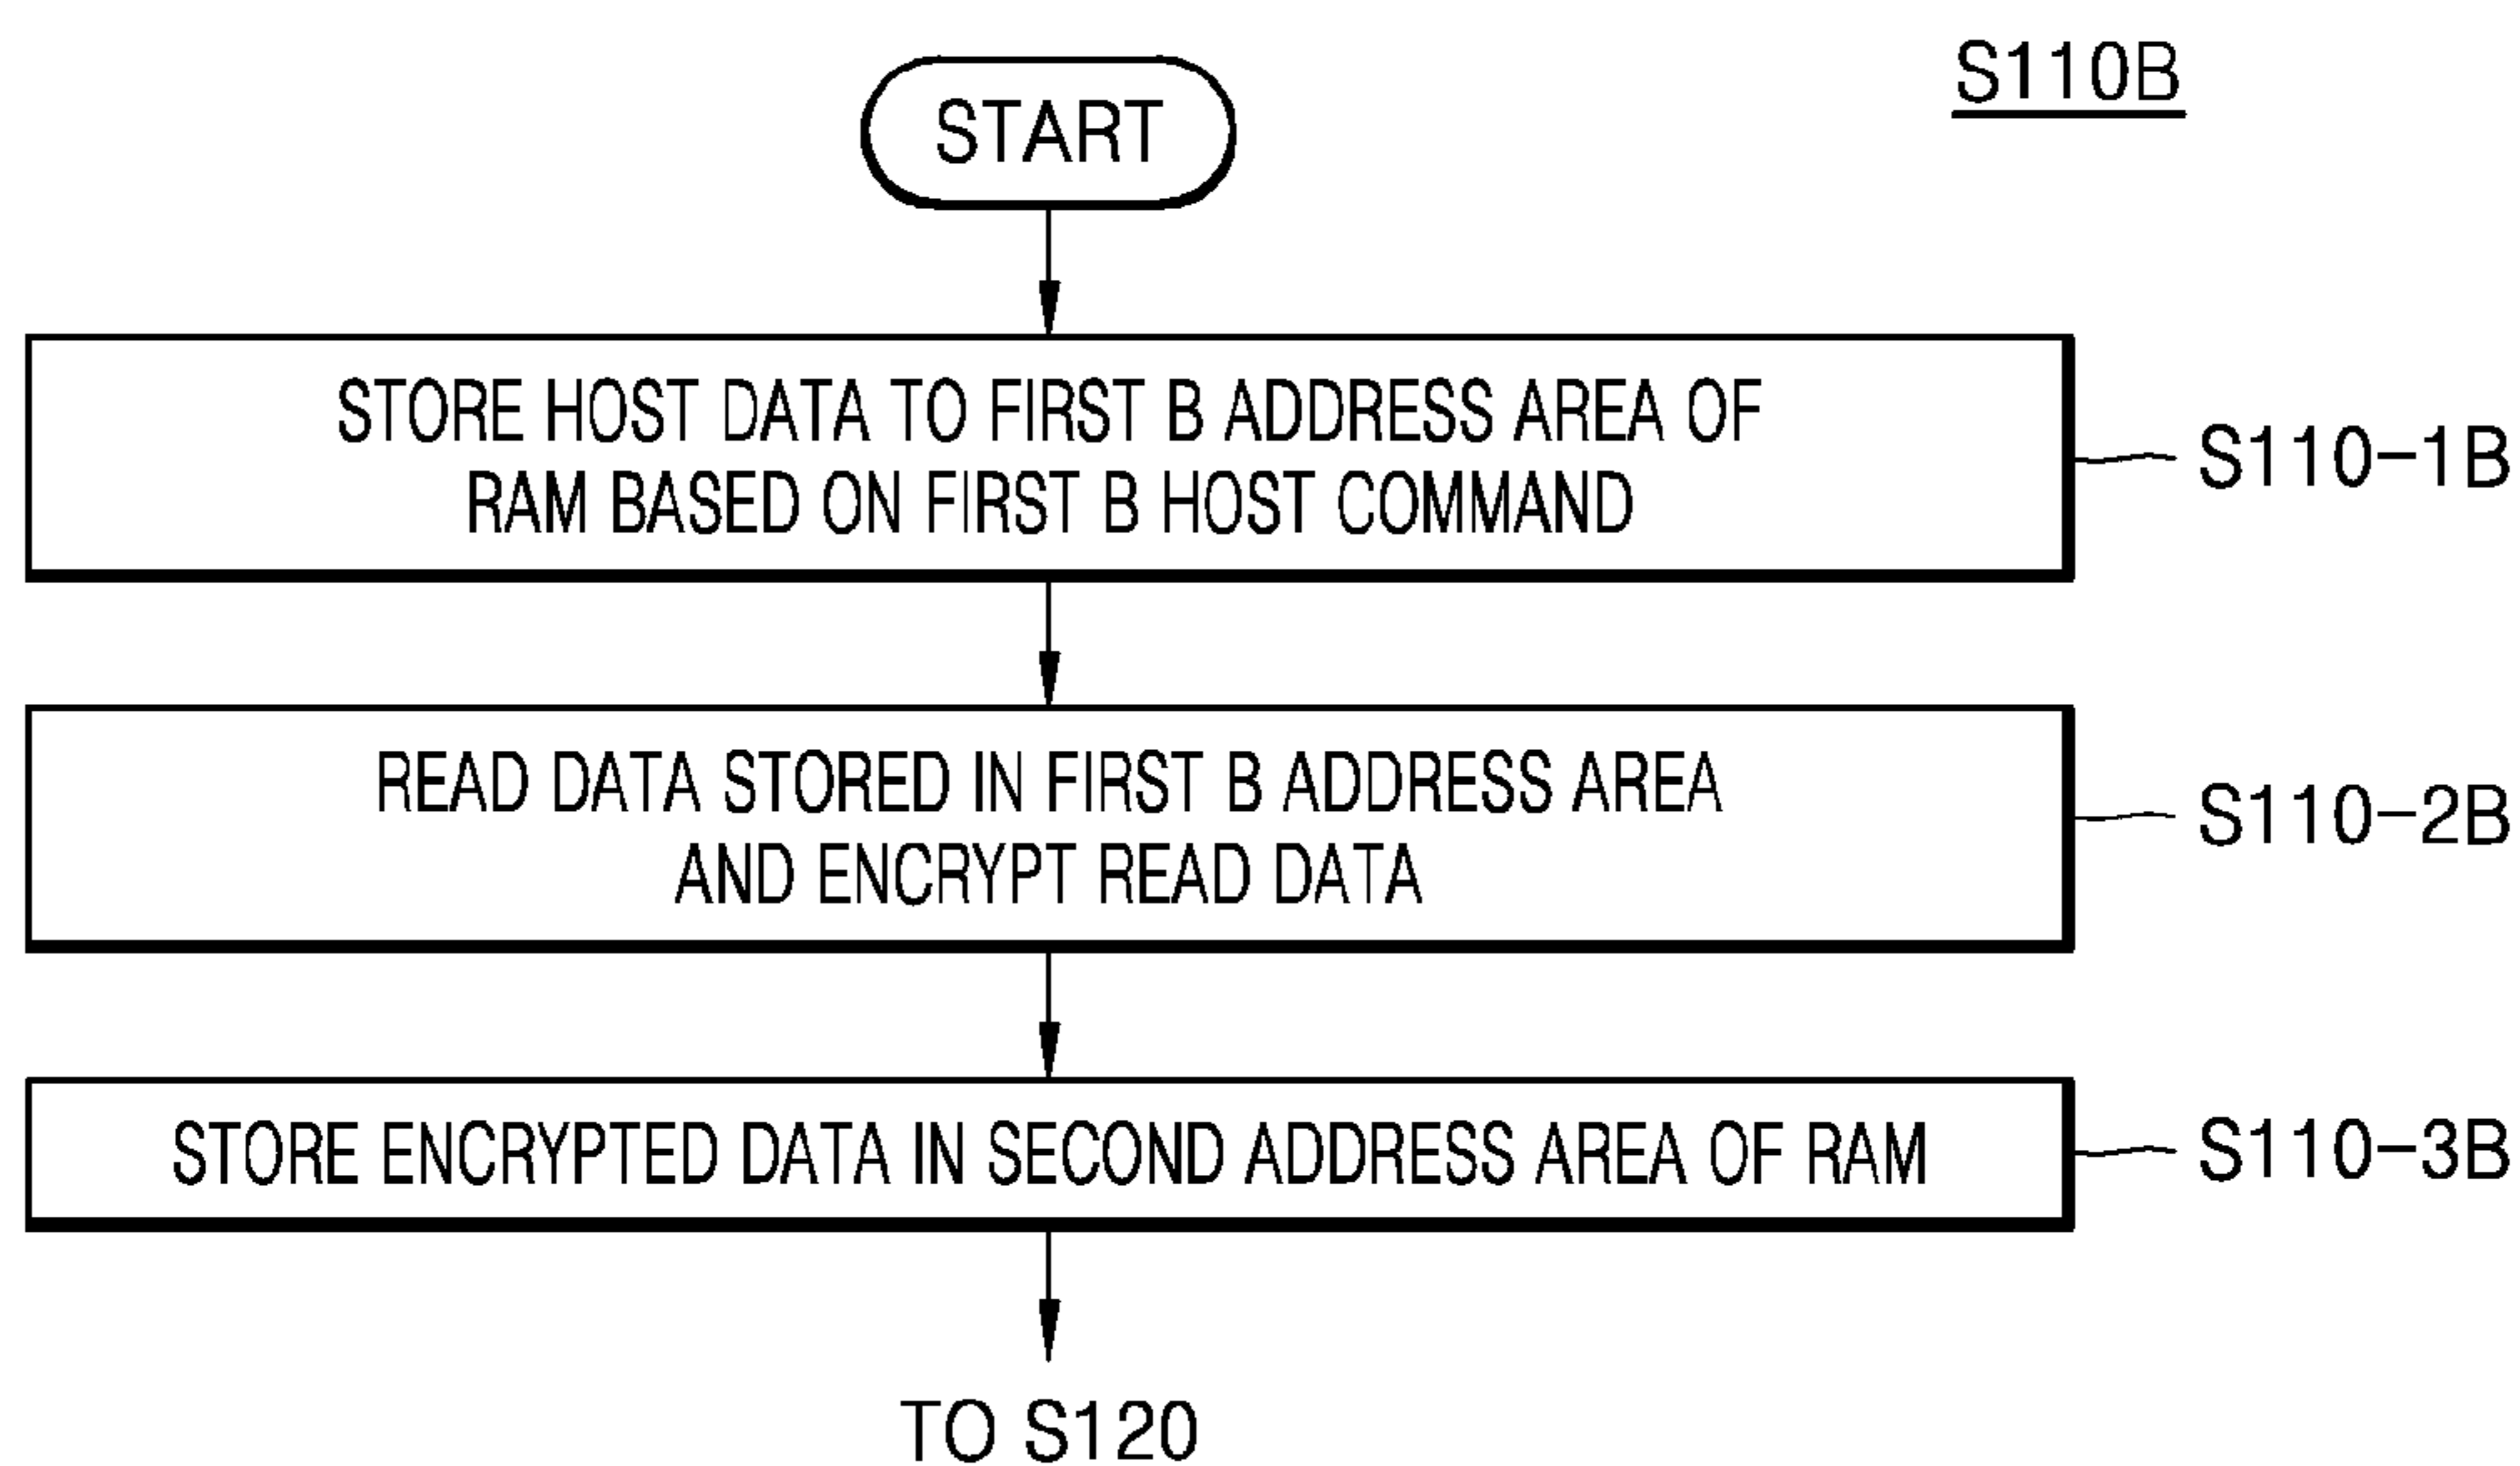 S110B
START
STORE HOST DATA TO FIRST B ADDRESS AREA OF
RAM BASED ON FIRST B HOST COMMAND
S110-1B
READ DATA STORED IN FIRST B ADDRESS AREA
AND ENCRYPT READ DATA
S110-2B
STORE ENCRYPTED DATA IN SECOND ADDRESS AREA OF RAM
S110-3B
TO S120